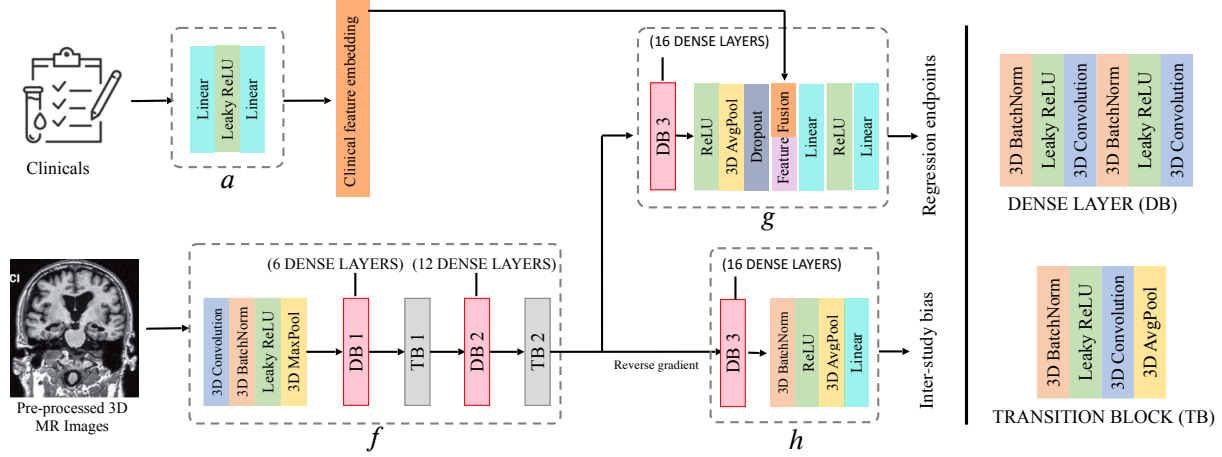 Clinicals
Linear
Leaky ReLU
Linear
a
Clinical feature embedding
(16 DENSE LAYERS)
DB 3
ReLU
3D AvgPool
Dropout
Feature Fusion
Linear
ReLU
Linear
g
Regression endpoints
CI
Pre-processed 3D
MR Images
(6 DENSE LAYERS)
(12 DENSE LAYERS)
3D Convolution
3D BatchNorm
Leaky ReLU
3D MaxPool
DB 1
TB 1
DB 2
TB 2
f
Reverse gradient
(16 DENSE LAYERS)
DB 3
3D BatchNorm
ReLU
3D AvgPool
Linear
h
Inter-study bias
3D BatchNorm
Leaky ReLU
3D Convolution
3D BatchNorm
Leaky ReLU
3D Convolution
DENSE LAYER (DB)
3D BatchNorm
Leaky ReLU
3D Convolution
3D AvgPool
TRANSITION BLOCK (TB)